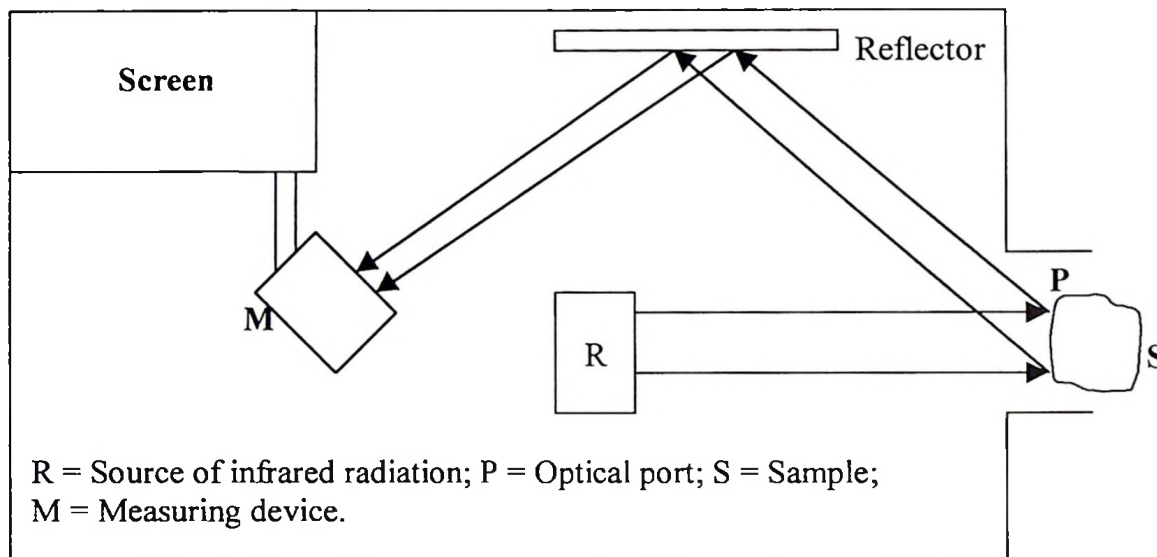 Screen
Reflector
P
M
R
S
R = Source of infrared radiation; P = Optical port; S = Sample;
M = Measuring device.